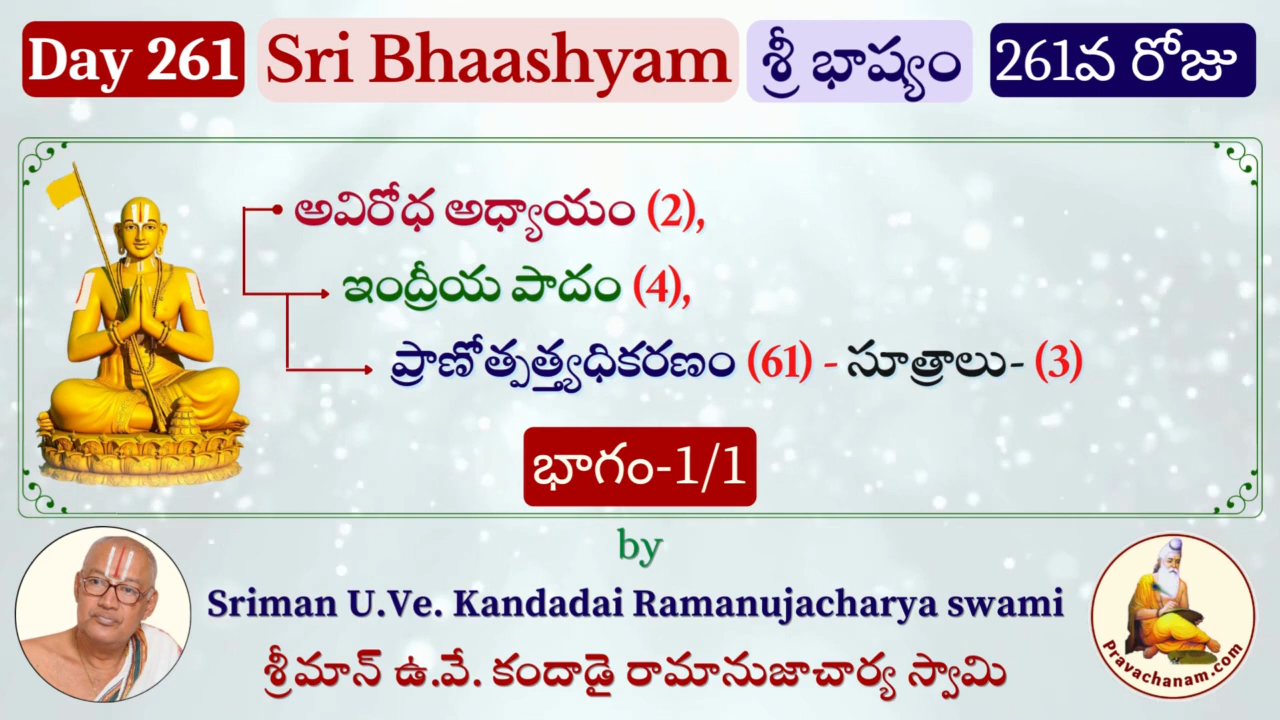 Day 261 Sri Bhaashyam శ్రీ భాష్యం 261వ రోజు
అవిరోధ అధ్యాయం (2),
ఇంద్రీయ పాదం (4),
ప్రాణోత్పత్త్యధికరణం (61) - సూత్రాలు- (3)
భాగం-1/1
by
Sriman U.Ve. Kandadai Ramanujacharya swami
శ్రీమాన్ ఉ.వే. కందాడై రామానుజాచార్య స్వామి
Pravachanam.com